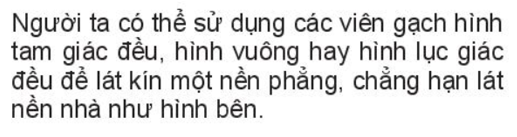 Người ta có thể sử dụng các viên gạch hình
tam giác đều, hình vuông hay hình lục giác
đều để lát kín một nền phẳng, chẳng hạn lát
nền nhà như hình bên.